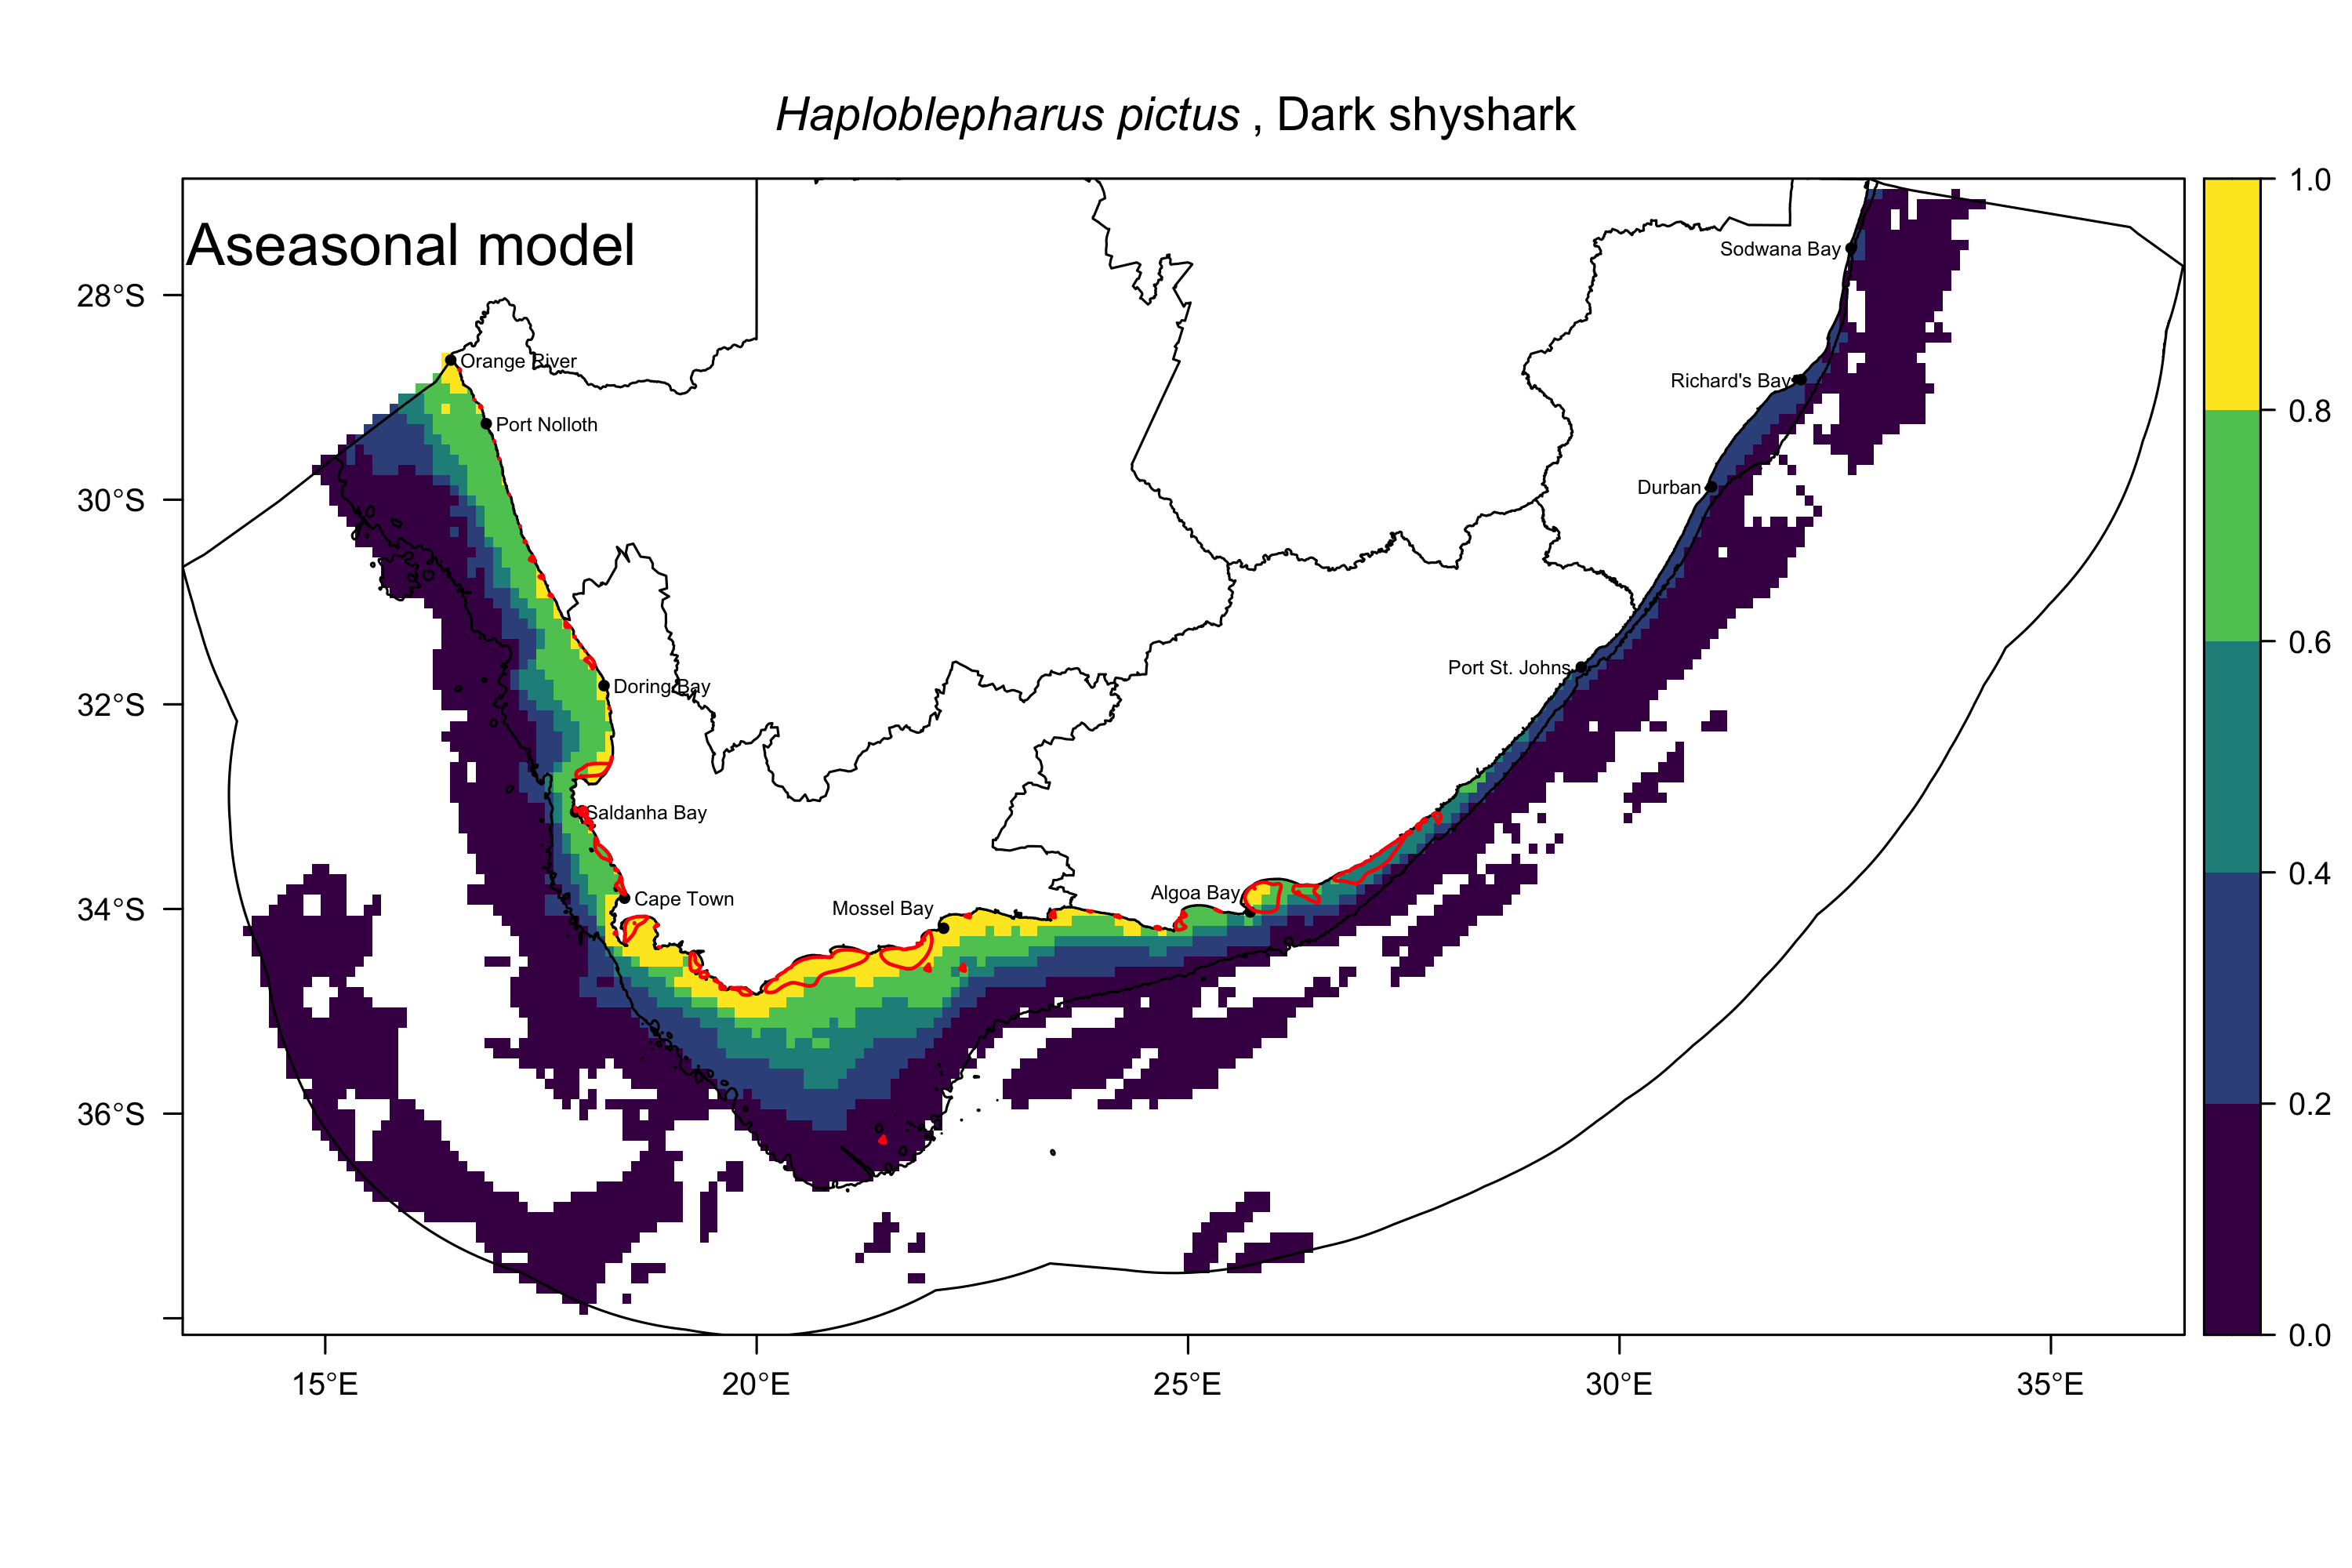 Haploblepharus pictus , Dark shyshark
Aseasonal model
1.0
0.8
0.6
0.4
0.2
0.0
28°S
30°S
32°S
34°S
36°S
15°E
20°E
25°E
30°E
35°E
Orange River
Port Nolloth
Doring Bay
Saldanha Bay
Cape Town
Mossel Bay
Algoa Bay
Port St. Johns
Durban
Richard's Bay
Sodwana Bay